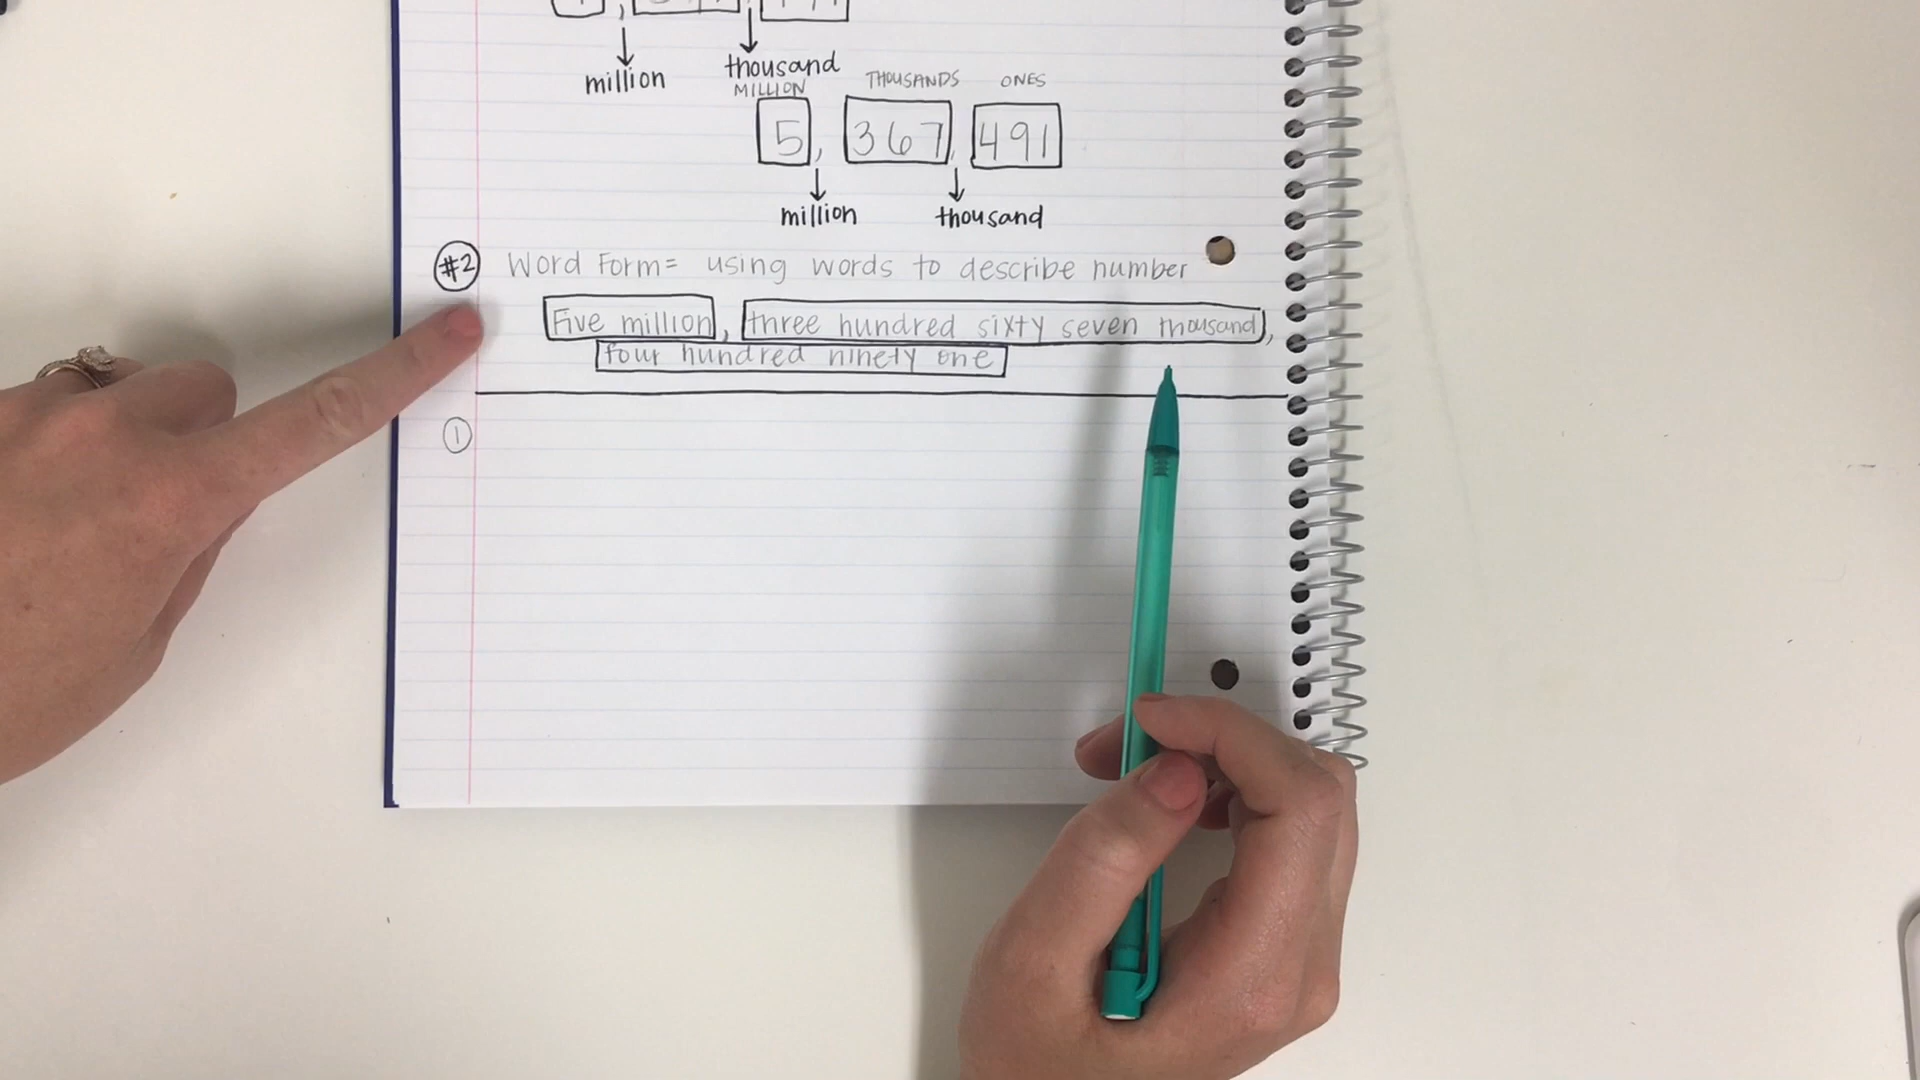 million thousand
MILLION THOUSANDS ONES
5, 367, 491
million thousand
#2 Word Form= using words to describe number
Five million, three hundred sixty seven thousand,
four hundred ninety one
1